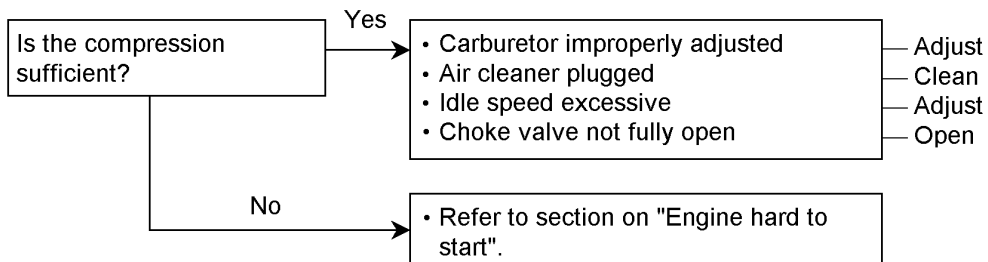 Is the compression
sufficient?
Yes
• Carburetor improperly adjusted
• Air cleaner plugged
• Idle speed excessive
• Choke valve not fully open
Adjust
Clean
Adjust
Open
No
• Refer to section on "Engine hard to
start".